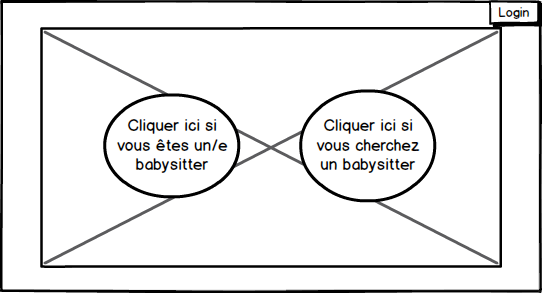 Login
Cliquer ici si
vous êtes un/e
babysitter
Cliquer ici si
vous cherchez
un babysitter